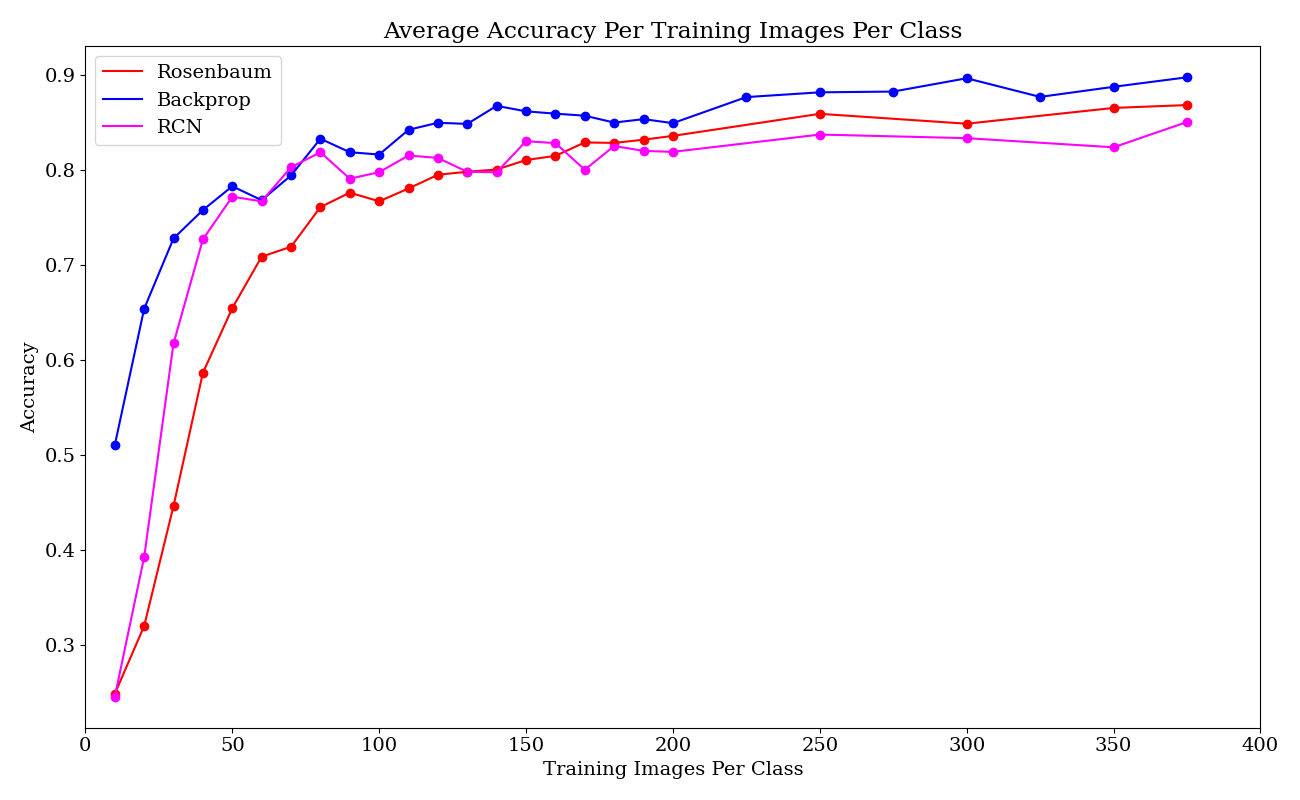 Average Accuracy Per Training Images Per Class
Rosenbaum
Backprop
RCN
Accuracy
0.9
0.8
0.7
0.6
0.5
0.4
0.3
0 50 100 150 200 250 300 350 400
Training Images Per Class